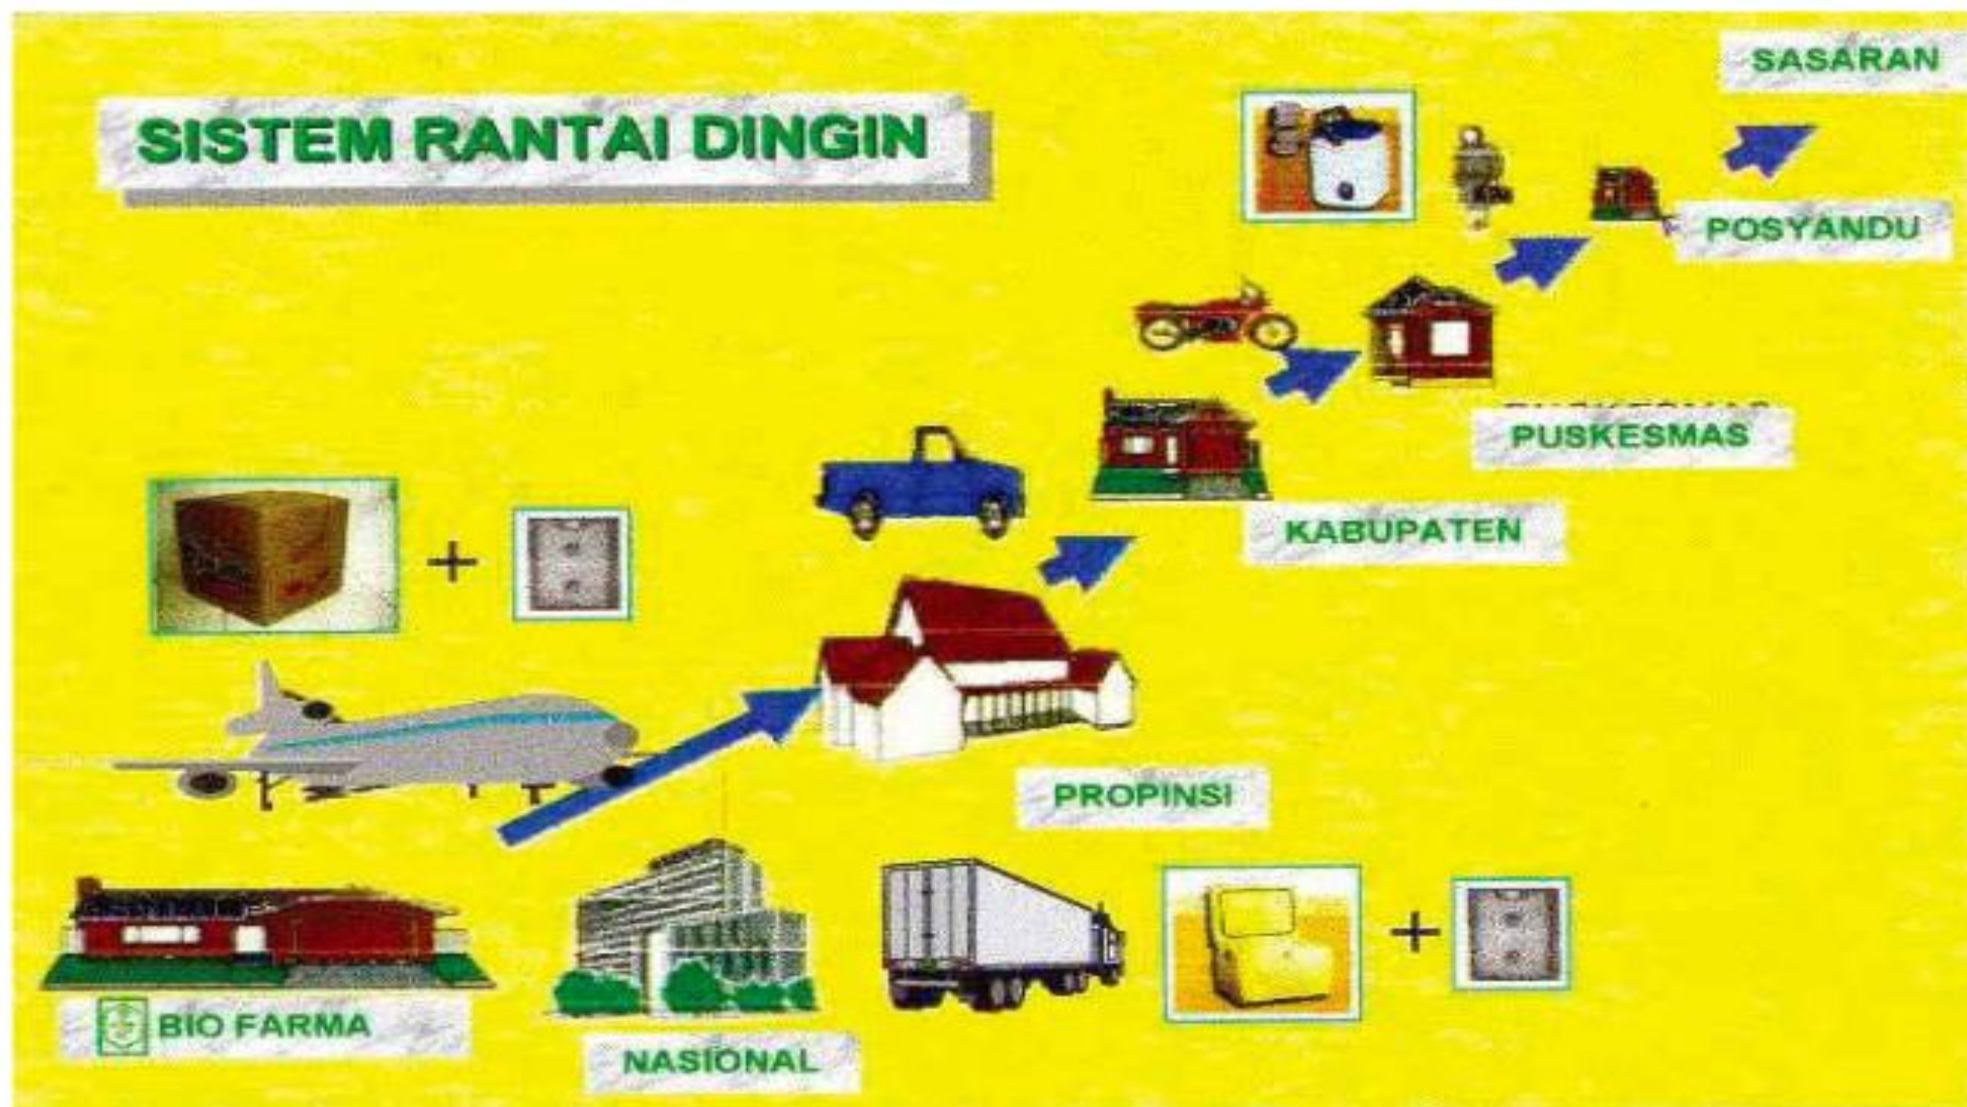 SISTEM RANTAI DINGIN
SASARAN
POSYANDU
PUSKESMAS
KABUPATEN
PROPINSI
BIO FARMA
NASIONAL